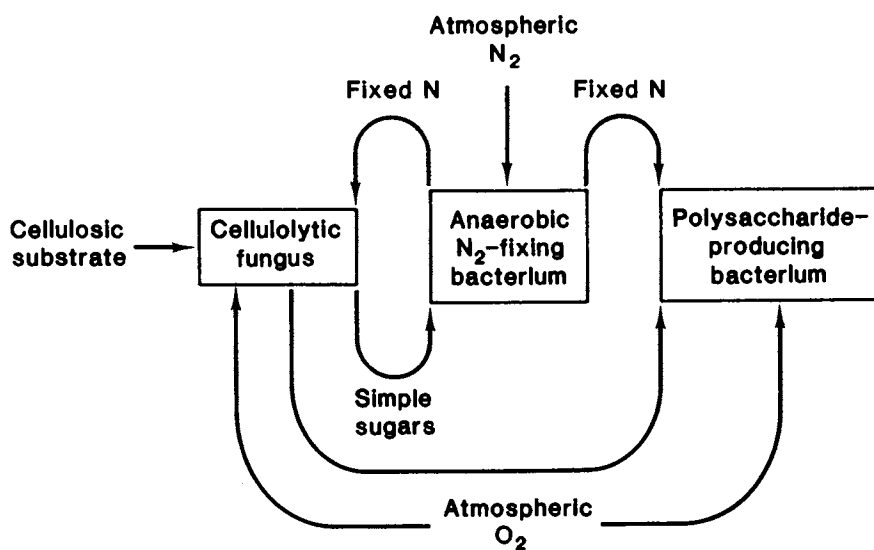 Atmospheric
N₂
Fixed N
Fixed N
Cellulosic
substrate
Cellulolytic
fungus
Anaerobic
N₂-fixing
bacterium
Polysaccharide-
producing
bacterium
Simple
sugars
Atmospheric
O₂